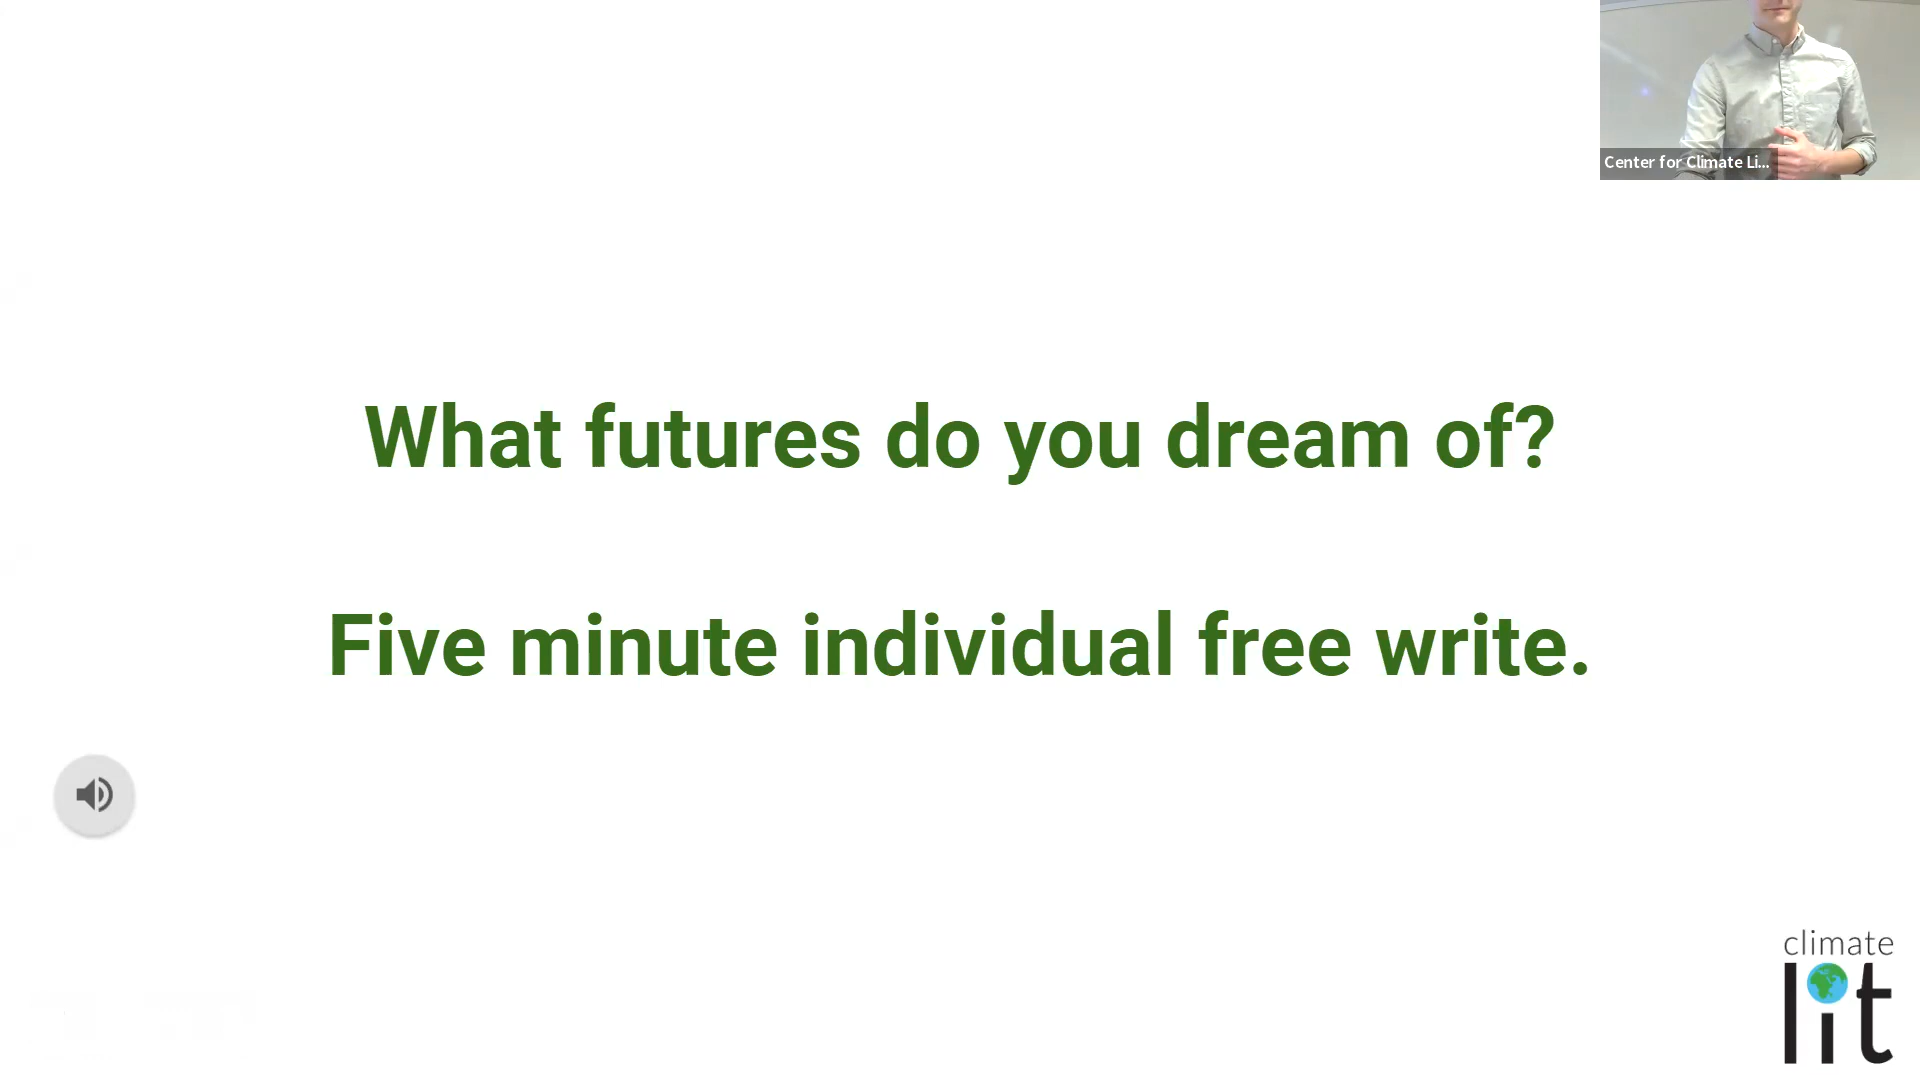 Center for Climate Li...
What futures do you dream of?
Five minute individual free write.
climate
lit